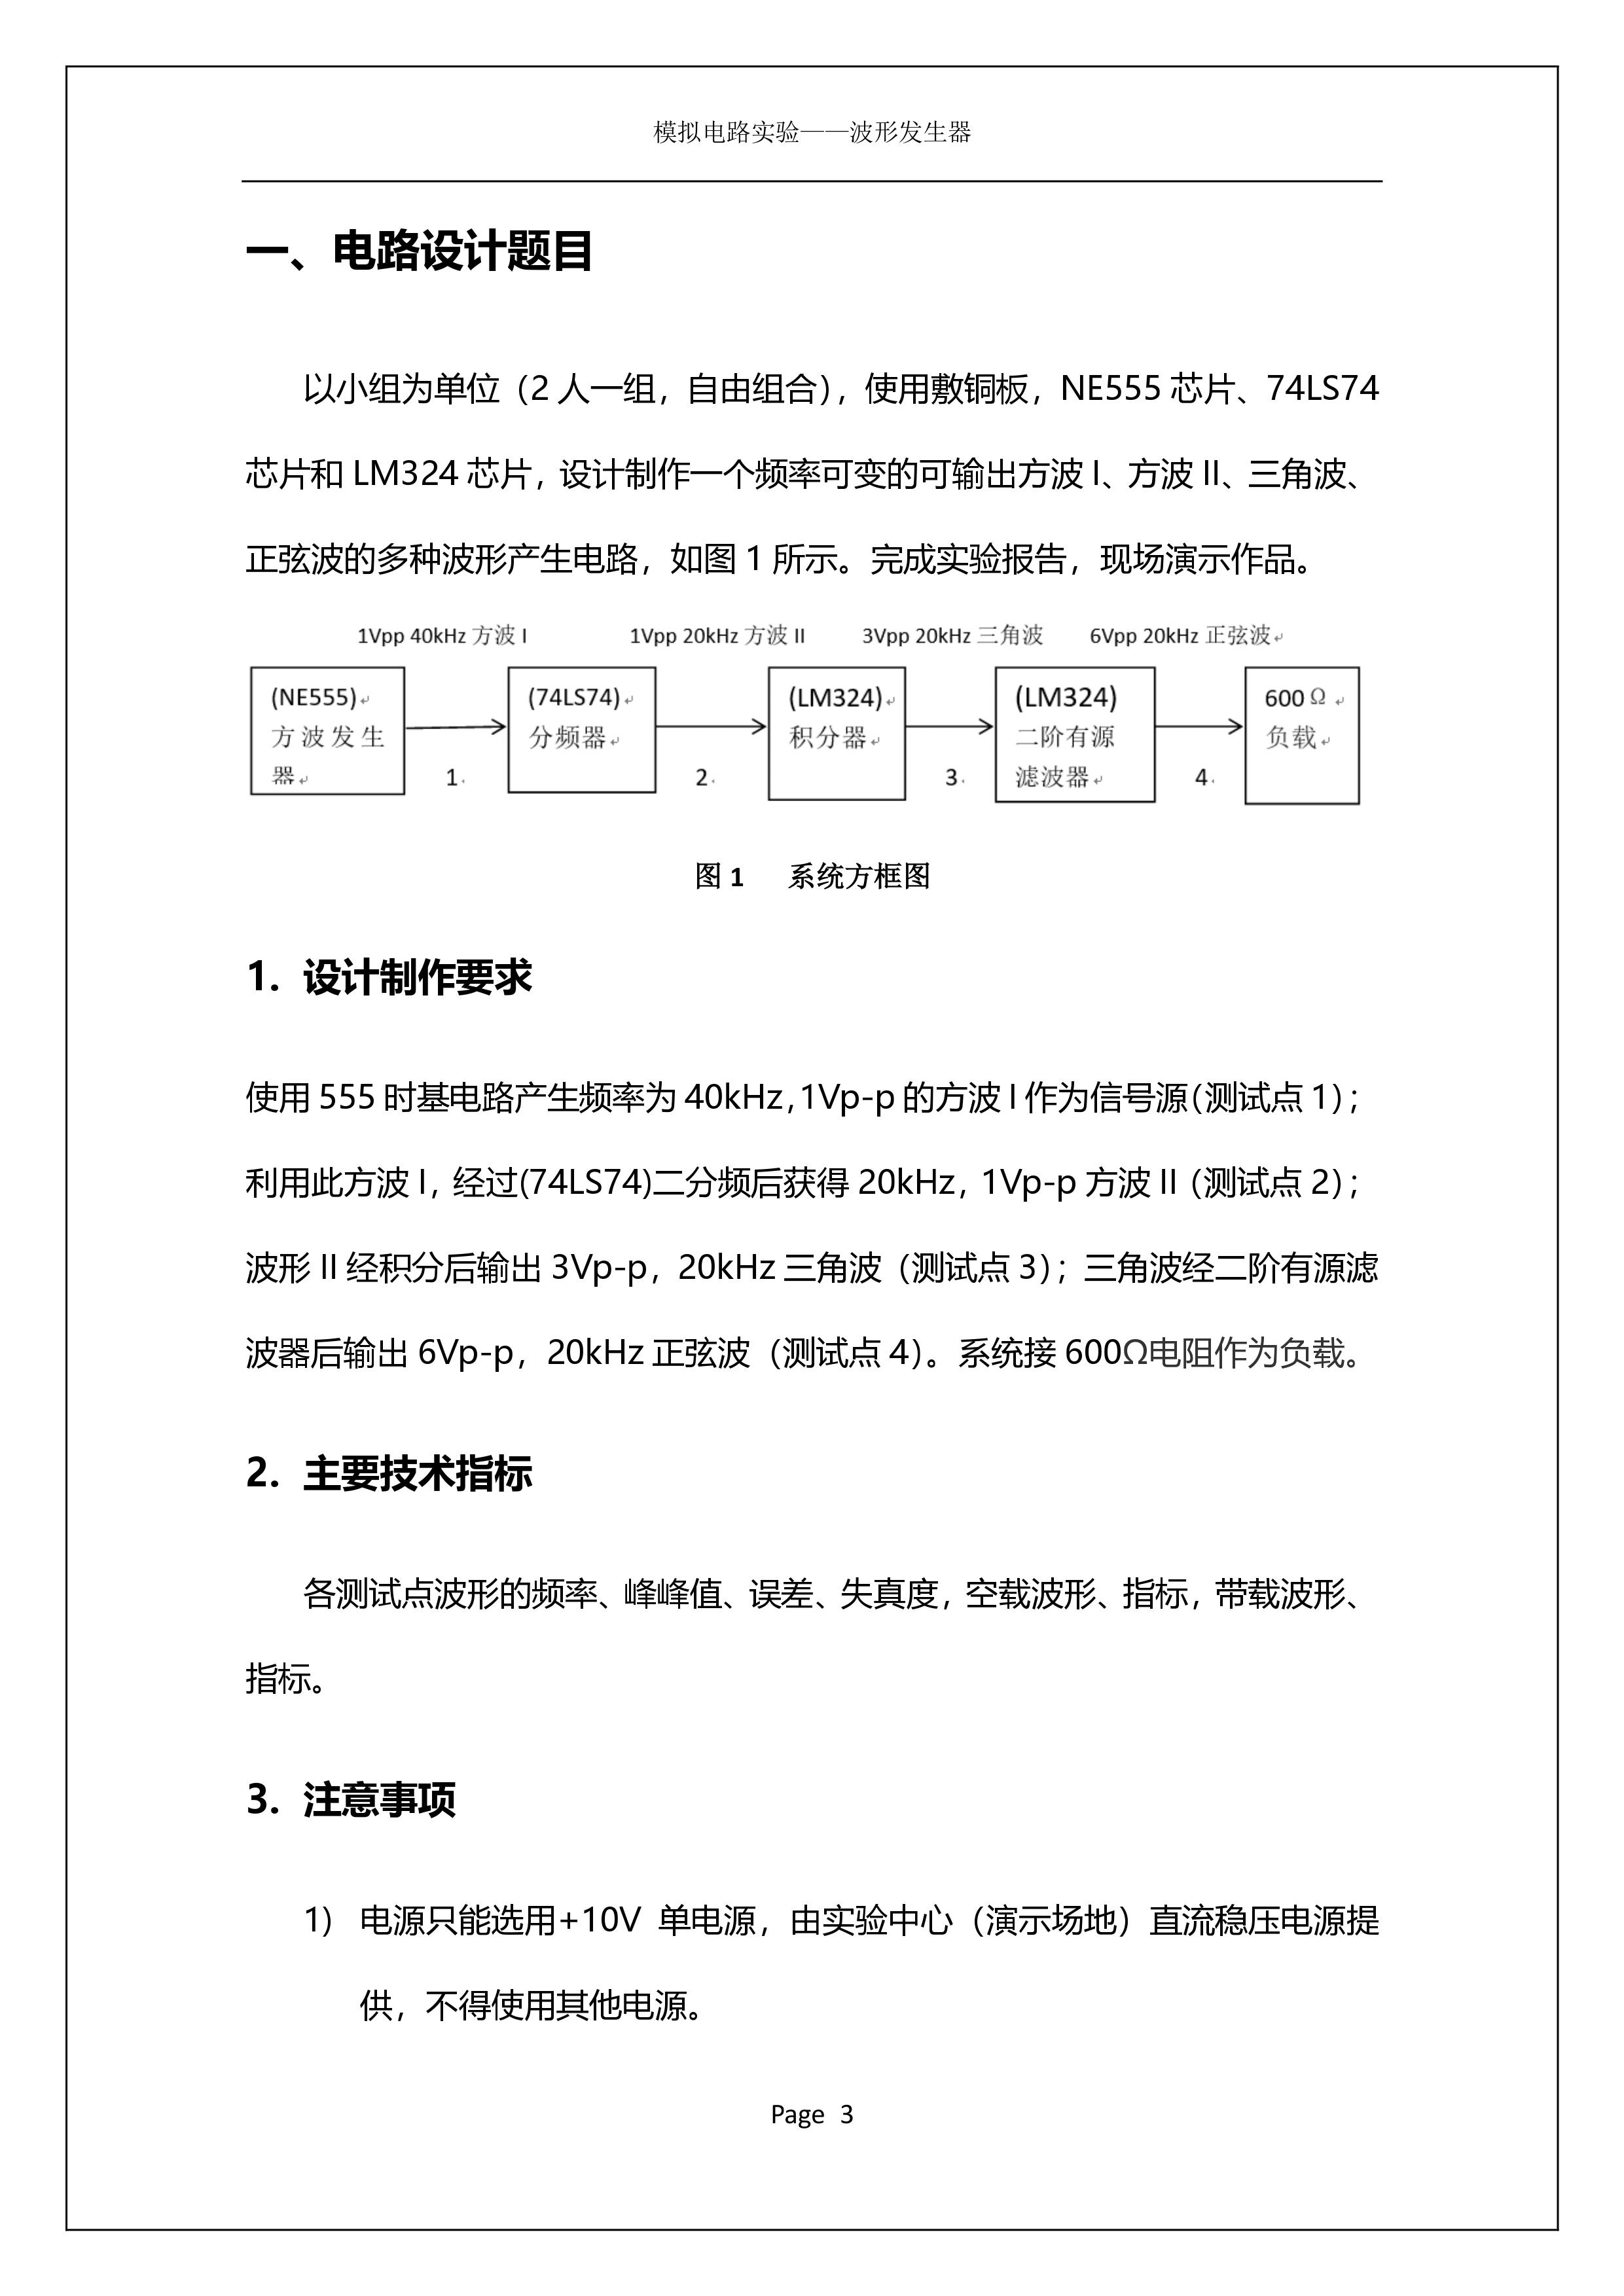 模拟电路实验——波形发生器
一、电路设计题目
以小组为单位（2 人一组，自由组合），使用敷铜板，NE555 芯片、74LS74
芯片和 LM324 芯片，设计制作一个频率可变的可输出方波 I、方波 II、三角波、
正弦波的多种波形产生电路，如图 1 所示。完成实验报告，现场演示作品。
1Vpp 40kHz 方波 I 1Vpp 20kHz 方波 II 3Vpp 20kHz 三角波 6Vpp 20kHz 正弦波
(NE555)
方波发生
器
1
(74LS74)
分频器
2
(LM324)
积分器
3
(LM324)
二阶有源
滤波器
4
600Ω
负载
图 1 系统方框图
1. 设计制作要求
使用 555 时基电路产生频率为 40kHz，1Vp-p 的方波 I 作为信号源（测试点 1）；
利用此方波 I，经过(74LS74)二分频后获得 20kHz，1Vp-p 方波 II（测试点 2）；
波形 II 经积分后输出 3Vp-p，20kHz 三角波（测试点 3）；三角波经二阶有源滤
波器后输出 6Vp-p，20kHz 正弦波（测试点 4）。系统接 600Ω电阻作为负载。
2. 主要技术指标
各测试点波形的频率、峰峰值、误差、失真度，空载波形、指标，带载波形、
指标。
3. 注意事项
1) 电源只能选用+10V 单电源，由实验中心（演示场地）直流稳压电源提
供，不得使用其他电源。
Page 3